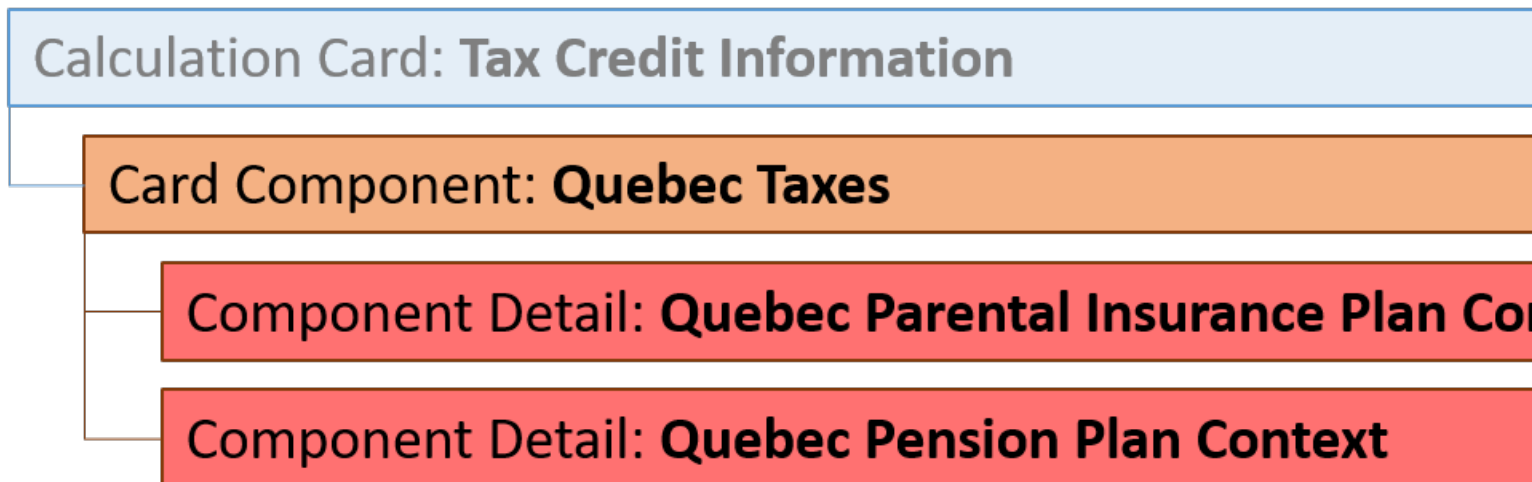 Calculation Card: Tax Credit Information
Card Component: Quebec Taxes
Component Detail: Quebec Parental Insurance Plan
Component Detail: Quebec Pension Plan Context